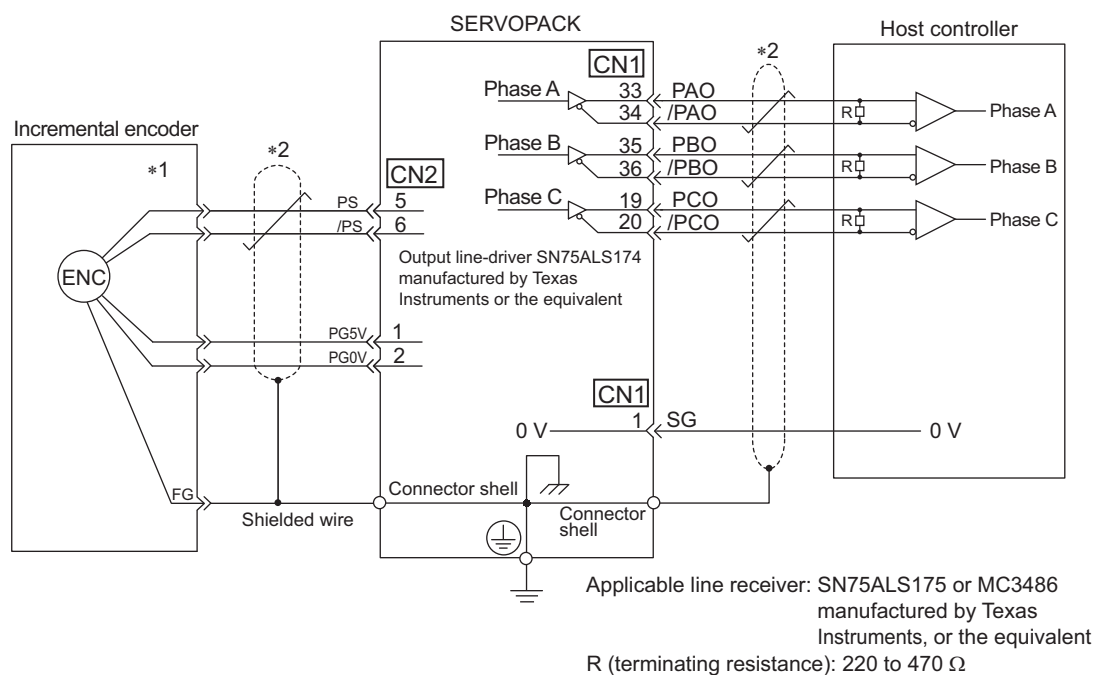 SERVOPACK
Host controller
*2
CN1
Phase A
33
PAO
34
/PAO
R
Phase A
Phase B
35
PBO
36
/PBO
R
Phase B
Phase C
19
PCO
20
/PCO
R
Phase C
Incremental encoder
*1
*2
CN2
PS
5
/PS
6
ENC
Output line-driver SN75ALS174
manufactured by Texas
Instruments or the equivalent
PG5V
1
PG0V
2
CN1
0 V
1
SG
0 V
FG
Shielded wire
Connector shell
Connector
shell
Applicable line receiver: SN75ALS175 or MC3486
manufactured by Texas
Instruments, or the equivalent
R (terminating resistance): 220 to 470 Ω